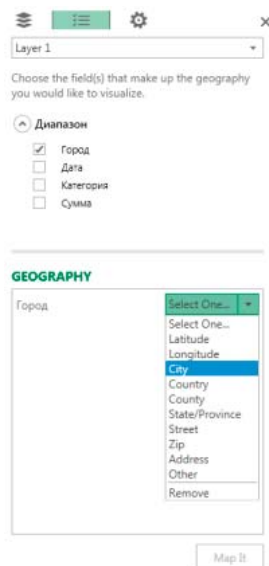 Layer 1
Choose the field(s) that make up the geography
you would like to visualize.
Диапазон
Город
Дата
Категория
Сумма
GEOGRAPHY
Город Select One...
Select One...
Latitude
Longitude
City
Country
County
State/Province
Street
Zip
Address
Other
Remove
Map It